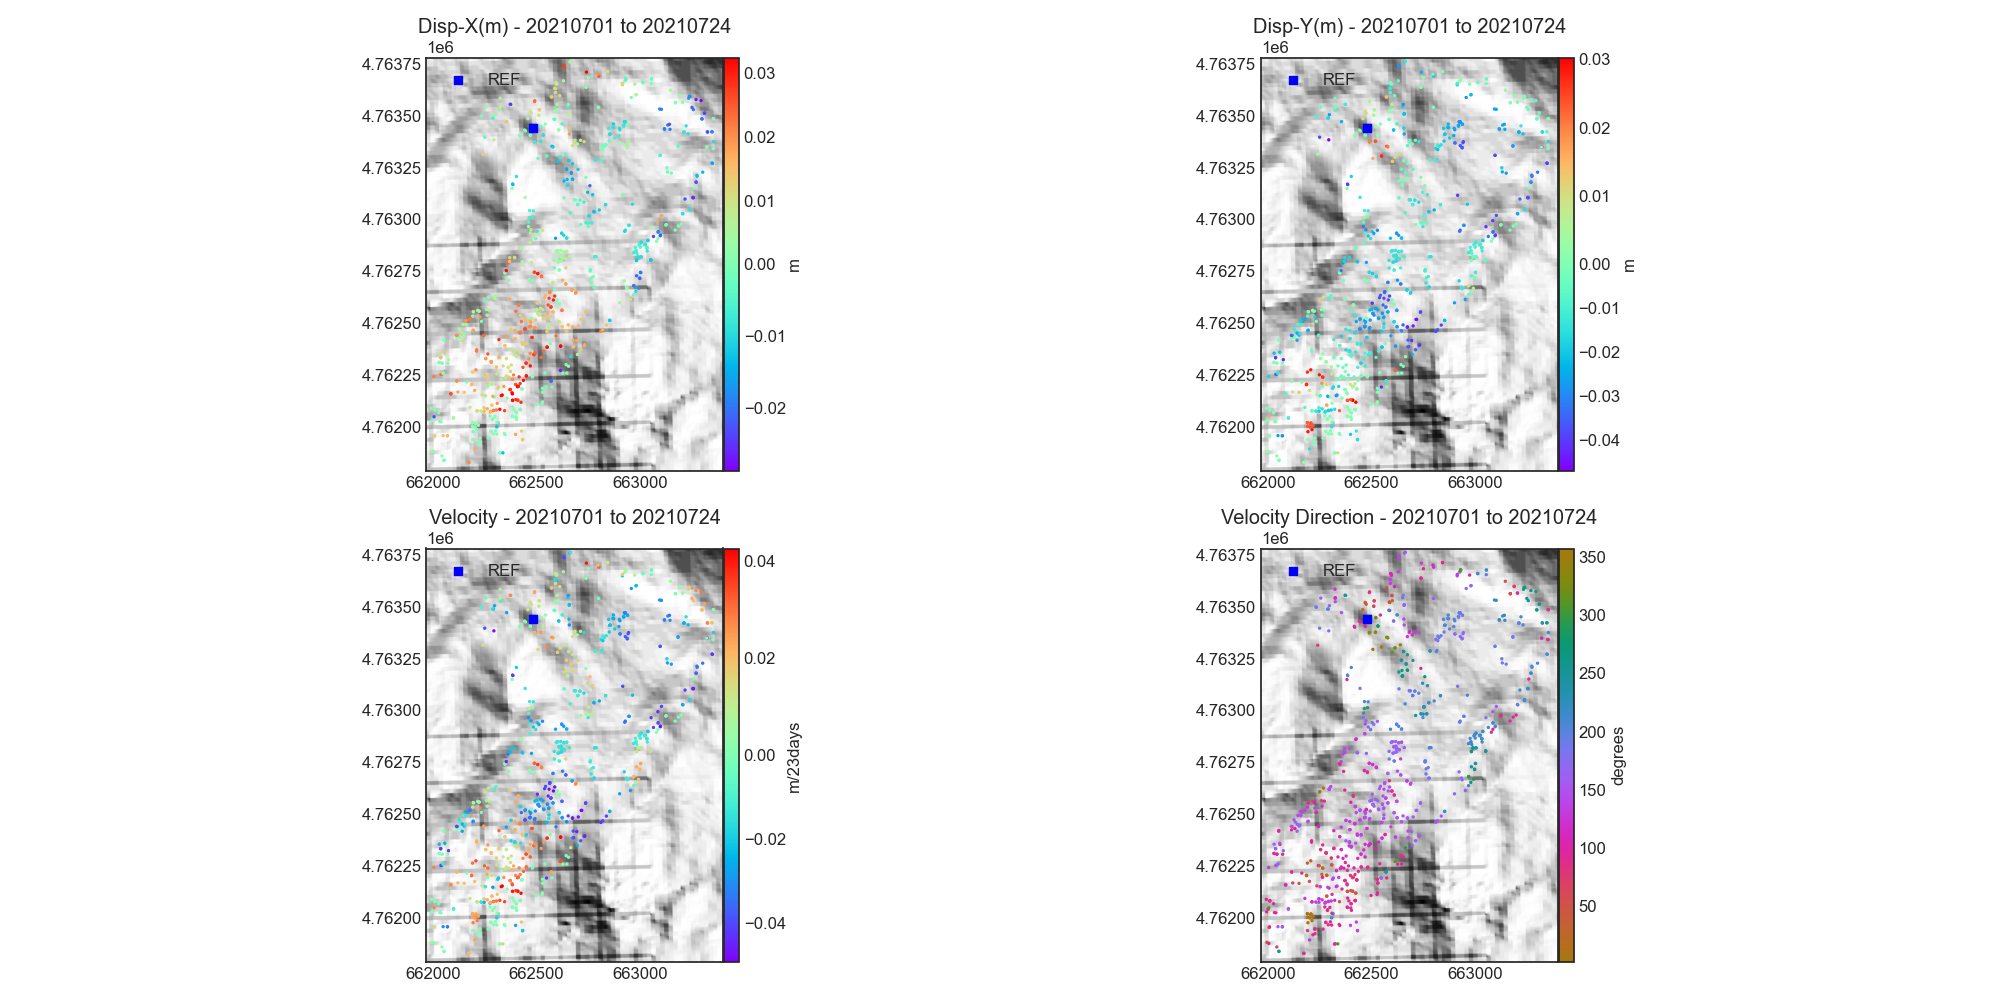 Disp-X(m) - 20210701 to 20210724
1e6
REF
4.76375
4.76350
4.76325
4.76300
4.76275
4.76250
4.76225
4.76200
662000 662500 663000
0.03
0.02
0.01
0.00
−0.01
−0.02
m
Disp-Y(m) - 20210701 to 20210724
1e6
REF
4.76375
4.76350
4.76325
4.76300
4.76275
4.76250
4.76225
4.76200
662000 662500 663000
0.03
0.02
0.01
0.00
−0.01
−0.02
−0.03
−0.04
m
Velocity - 20210701 to 20210724
1e6
REF
4.76375
4.76350
4.76325
4.76300
4.76275
4.76250
4.76225
4.76200
662000 662500 663000
0.04
0.02
0.00
−0.02
−0.04
m/23days
Velocity Direction - 20210701 to 20210724
1e6
REF
4.76375
4.76350
4.76325
4.76300
4.76275
4.76250
4.76225
4.76200
662000 662500 663000
350
300
250
200
150
100
50
degrees